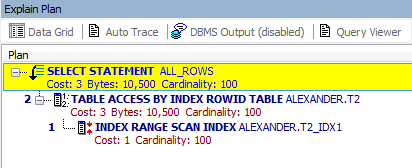 Explain Plan
Data Grid Auto Trace DBMS Output (disabled) Query Viewer
Plan
SELECT STATEMENT ALL_ROWS
Cost: 3 Bytes: 10,500 Cardinality: 100
2 TABLE ACCESS BY INDEX ROWID TABLE ALEXANDER.T2
Cost: 3 Bytes: 10,500 Cardinality: 100
1 INDEX RANGE SCAN INDEX ALEXANDER.T2_IDX1
Cost: 1 Cardinality: 100